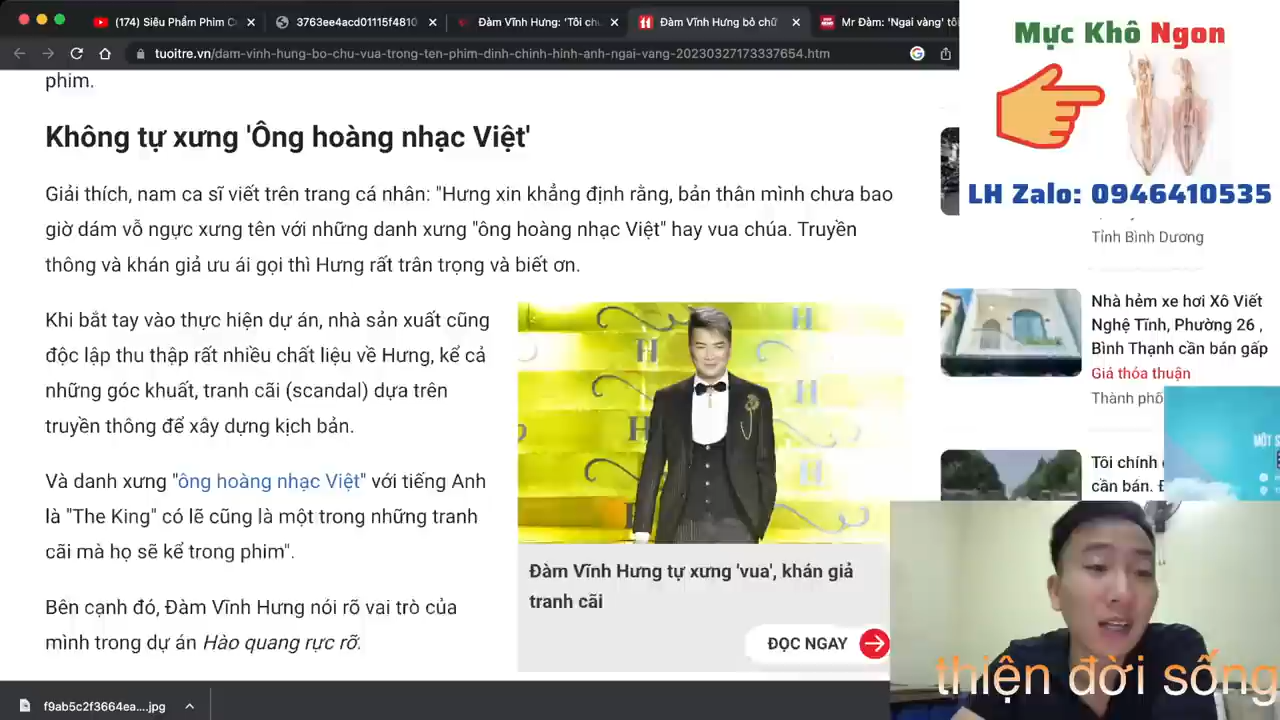 (174) Siêu Phẩm Phim C
3763ee4acd01115f4810
Đàm Vĩnh Hưng: 'Tôi chu
Đàm Vĩnh Hưng bỏ chữ
Mr Đàm: 'Ngai vàng' tôi
tuoitre.vn/dam-vinh-hung-bo-chu-vua-trong-ten-phim-dinh-chinh-hinh-anh-ngai-vang-20230327173337654.htm
phim.
Không tự xưng 'Ông hoàng nhạc Việt'
Giải thích, nam ca sĩ viết trên trang cá nhân: "Hưng xin khẳng định rằng, bản thân mình chưa bao
giờ dám vỗ ngực xưng tên với những danh xưng "ông hoàng nhạc Việt" hay vua chúa. Truyền
thông và khán giả ưu ái gọi thì Hưng rất trân trọng và biết ơn.
Khi bắt tay vào thực hiện dự án, nhà sản xuất cũng
độc lập thu thập rất nhiều chất liệu về Hưng, kể cả
những góc khuất, tranh cãi (scandal) dựa trên
truyền thông để xây dựng kịch bản.
Và danh xưng "ông hoàng nhạc Việt" với tiếng Anh
là "The King" có lẽ cũng là một trong những tranh
cãi mà họ sẽ kể trong phim".
Bên cạnh đó, Đàm Vĩnh Hưng nói rõ vai trò của
mình trong dự án Hào quang rực rỡ.
H
H
H
H
H
Đàm Vĩnh Hưng tự xưng 'vua', khán giả
tranh cãi
ĐỌC NGAY
Mực Khô Ngon
LH Zalo: 0946410535
Tỉnh Bình Dương
Nhà hẻm xe hơi Xô Viết
Nghệ Tĩnh, Phường 26 ,
Bình Thạnh cần bán gấp
Giá thỏa thuận
Thành phố
MỘT S
Tôi chính
cần bán. Đ
thiện đời sống
f9ab5c2f3664ea....jpg